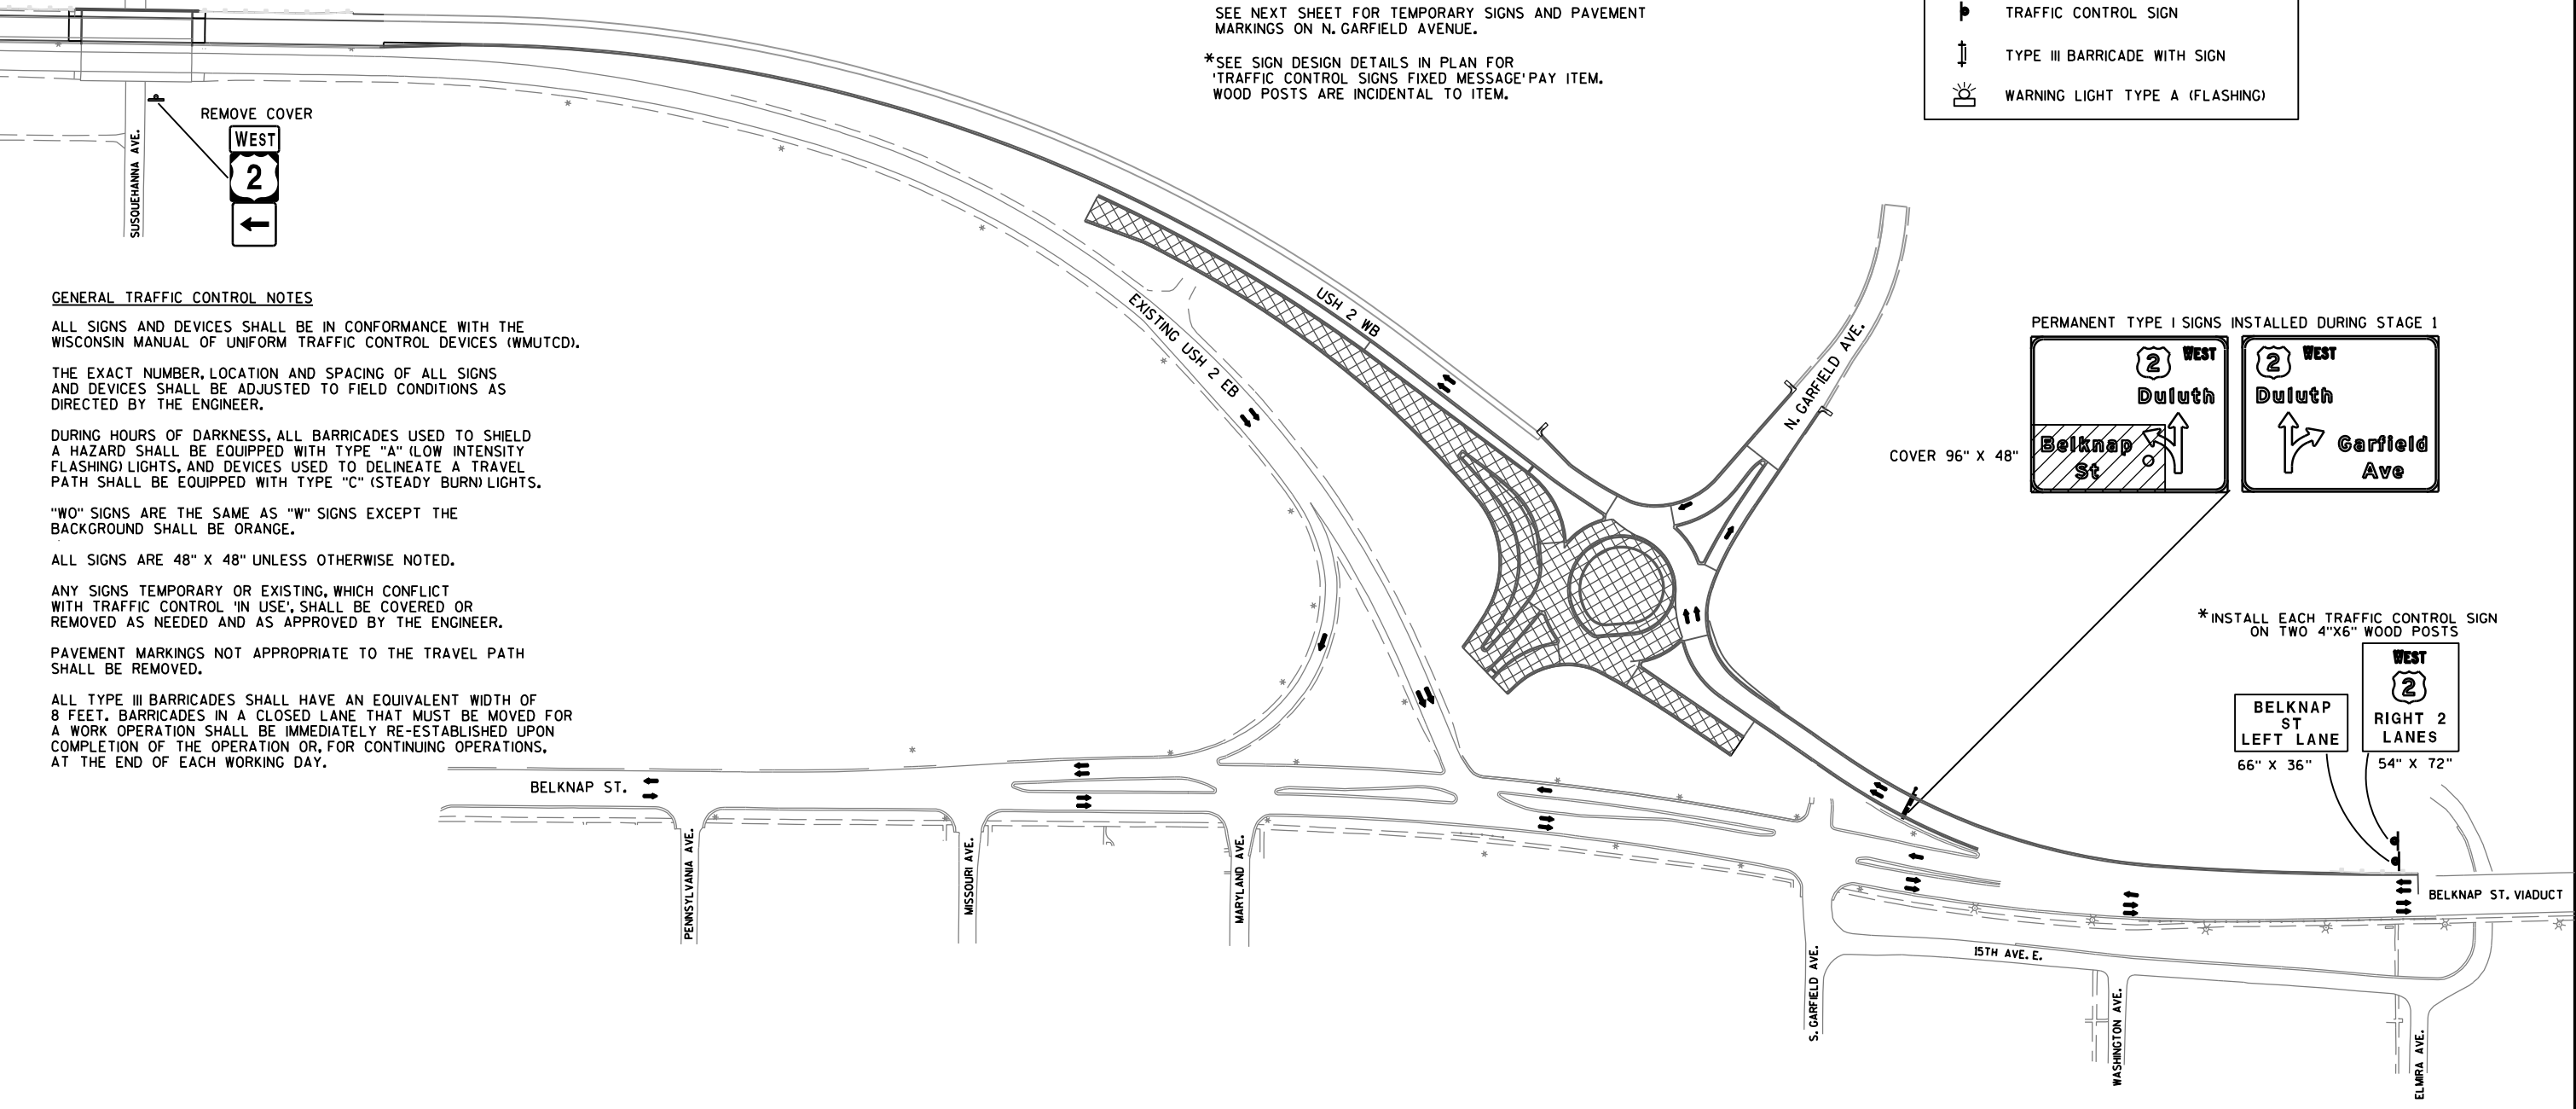 SEE NEXT SHEET FOR TEMPORARY SIGNS AND PAVEMENT
MARKINGS ON N. GARFIELD AVENUE.
*SEE SIGN DESIGN DETAILS IN PLAN FOR
'TRAFFIC CONTROL SIGNS FIXED MESSAGE' PAY ITEM.
WOOD POSTS ARE INCIDENTAL TO ITEM.
TRAFFIC CONTROL SIGN
TYPE III BARRICADE WITH SIGN
WARNING LIGHT TYPE A (FLASHING)
REMOVE COVER
WEST
2
SUSQUEHANNA AVE.
GENERAL TRAFFIC CONTROL NOTES
ALL SIGNS AND DEVICES SHALL BE IN CONFORMANCE WITH THE
WISCONSIN MANUAL OF UNIFORM TRAFFIC CONTROL DEVICES (WMUTCD).
THE EXACT NUMBER, LOCATION AND SPACING OF ALL SIGNS
AND DEVICES SHALL BE ADJUSTED TO FIELD CONDITIONS AS
DIRECTED BY THE ENGINEER.
DURING HOURS OF DARKNESS, ALL BARRICADES USED TO SHIELD
A HAZARD SHALL BE EQUIPPED WITH TYPE "A" (LOW INTENSITY
FLASHING) LIGHTS, AND DEVICES USED TO DELINEATE A TRAVEL
PATH SHALL BE EQUIPPED WITH TYPE "C" (STEADY BURN) LIGHTS.
"WO" SIGNS ARE THE SAME AS "W" SIGNS EXCEPT THE
BACKGROUND SHALL BE ORANGE.
ALL SIGNS ARE 48" X 48" UNLESS OTHERWISE NOTED.
ANY SIGNS TEMPORARY OR EXISTING, WHICH CONFLICT
WITH TRAFFIC CONTROL 'IN USE', SHALL BE COVERED OR
REMOVED AS NEEDED AND AS APPROVED BY THE ENGINEER.
PAVEMENT MARKINGS NOT APPROPRIATE TO THE TRAVEL PATH
SHALL BE REMOVED.
ALL TYPE III BARRICADES SHALL HAVE AN EQUIVALENT WIDTH OF
8 FEET. BARRICADES IN A CLOSED LANE THAT MUST BE MOVED FOR
A WORK OPERATION SHALL BE IMMEDIATELY RE-ESTABLISHED UPON
COMPLETION OF THE OPERATION OR, FOR CONTINUING OPERATIONS,
AT THE END OF EACH WORKING DAY.
EXISTING USH 2 EB
USH 2 WB
N. GARFIELD AVE.
PERMANENT TYPE I SIGNS INSTALLED DURING STAGE 1
2 WEST
Duluth
Belknap
St
2 WEST
Duluth
Garfield
Ave
COVER 96" X 48"
*INSTALL EACH TRAFFIC CONTROL SIGN
ON TWO 4"X6" WOOD POSTS
WEST
2
RIGHT 2
LANES
54" X 72"
BELKNAP
ST
LEFT LANE
66" X 36"
BELKNAP ST.
BELKNAP ST. VIADUCT
PENNSYLVANIA AVE.
MISSOURI AVE.
MARYLAND AVE.
S. GARFIELD AVE.
15TH AVE. E.
WASHINGTON AVE.
ELMIRA AVE.